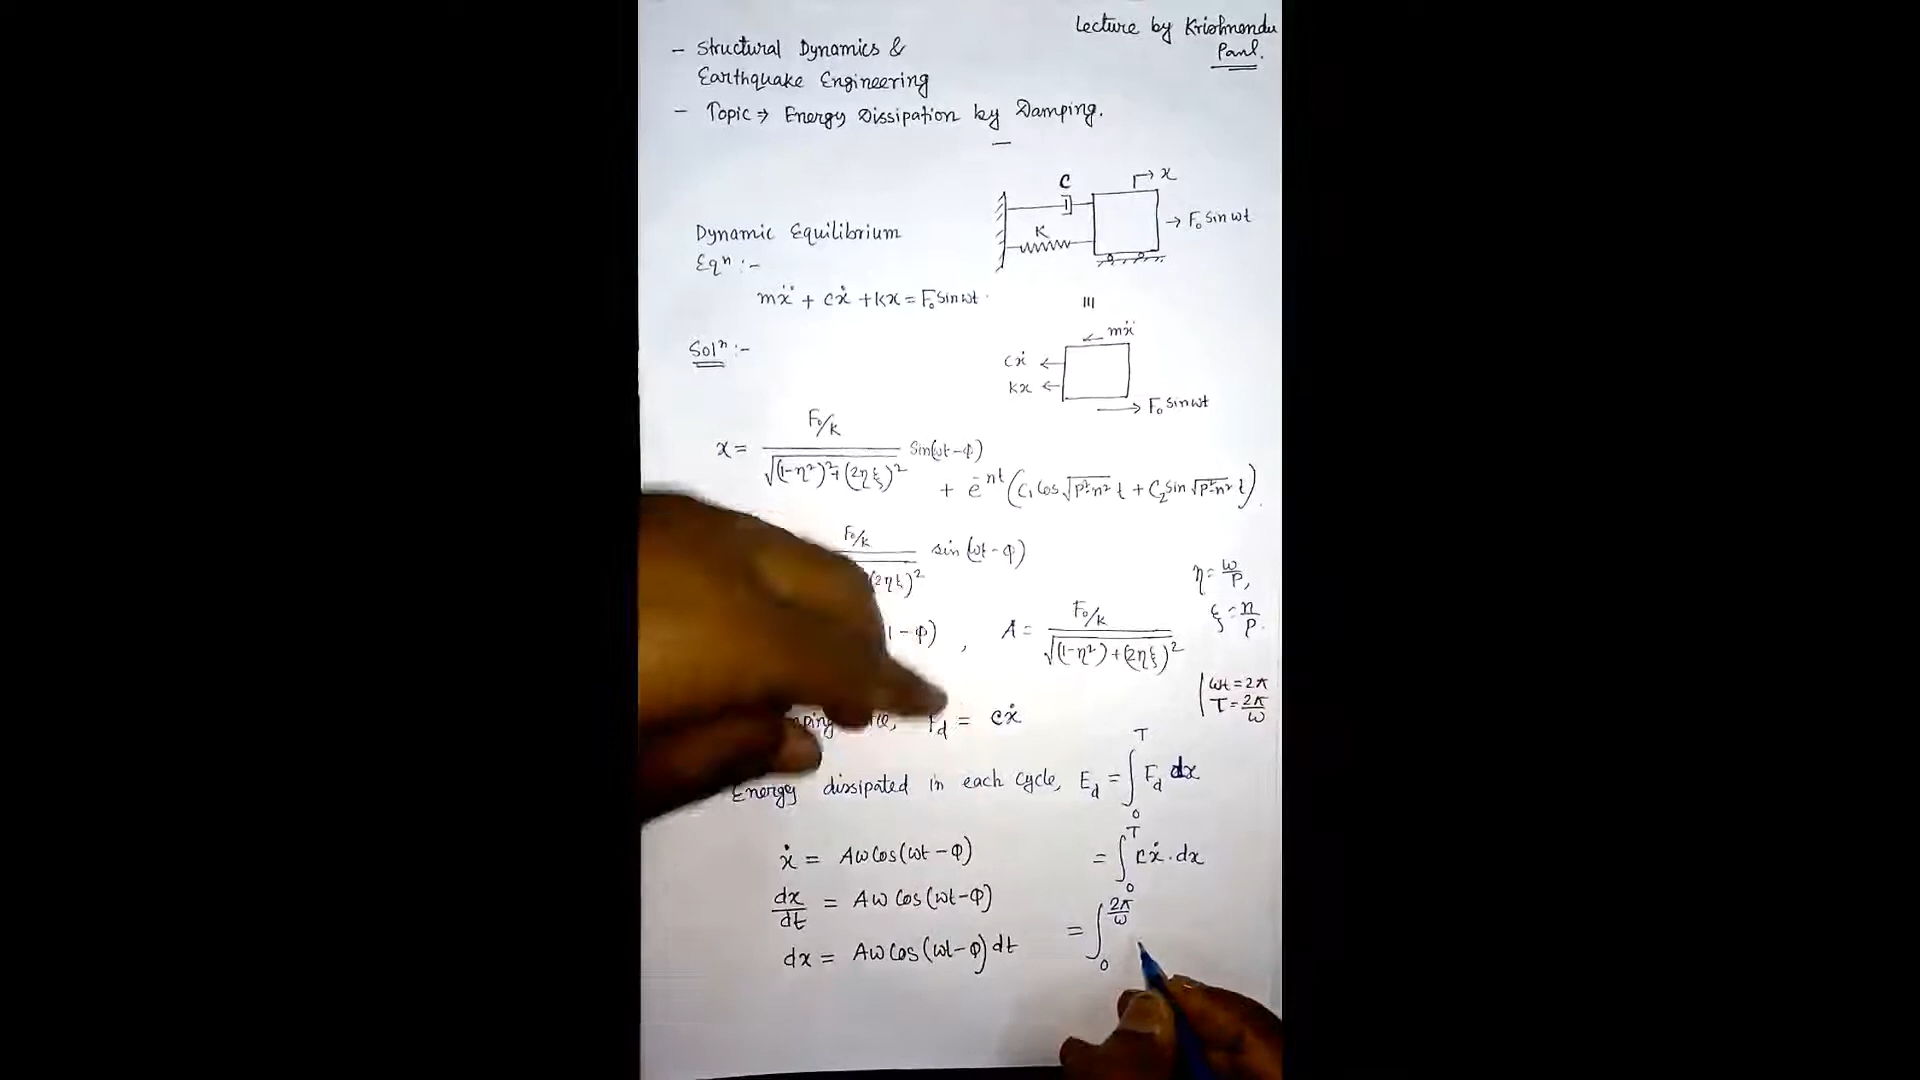 Lecture by Krishnendu
Paul.
- Structural Dynamics &
Earthquake Engineering
- Topic ⇒ Energy Dissipation by Damping.
C
x
K
→ F₀ sin ωt
Dynamic Equilibrium
Eqⁿ :-
mẍ + cẋ + kx = F₀ sin ωt
≡
Solⁿ :-
mẍ
cẋ ←
kx ←
→ F₀ sin ωt
x = (F₀/k) / √((1-η²)² + (2ηξ)²) sin(ωt-φ)
+ e^(-nt) (C₁ cos √(p²-n²) t + C₂ sin √(p²-n²) t)
F₀/k
(2ηξ)² sin (ωt-φ)
η = ω/p,
ξ = n/p.
-φ) , A = (F₀/k) / √((1-η²)+(2ηξ)²)
ωt = 2π
T = 2π/ω
= cẋ
Energy dissipated in each cycle, E_d = ∫₀ᵀ F_d dx
ẋ = Aω cos(ωt-φ)
= ∫₀ᵀ cẋ.dx
dx/dt = Aω cos(ωt-φ)
= ∫₀^(2π/ω)
dx = Aω cos(ωt-φ) dt